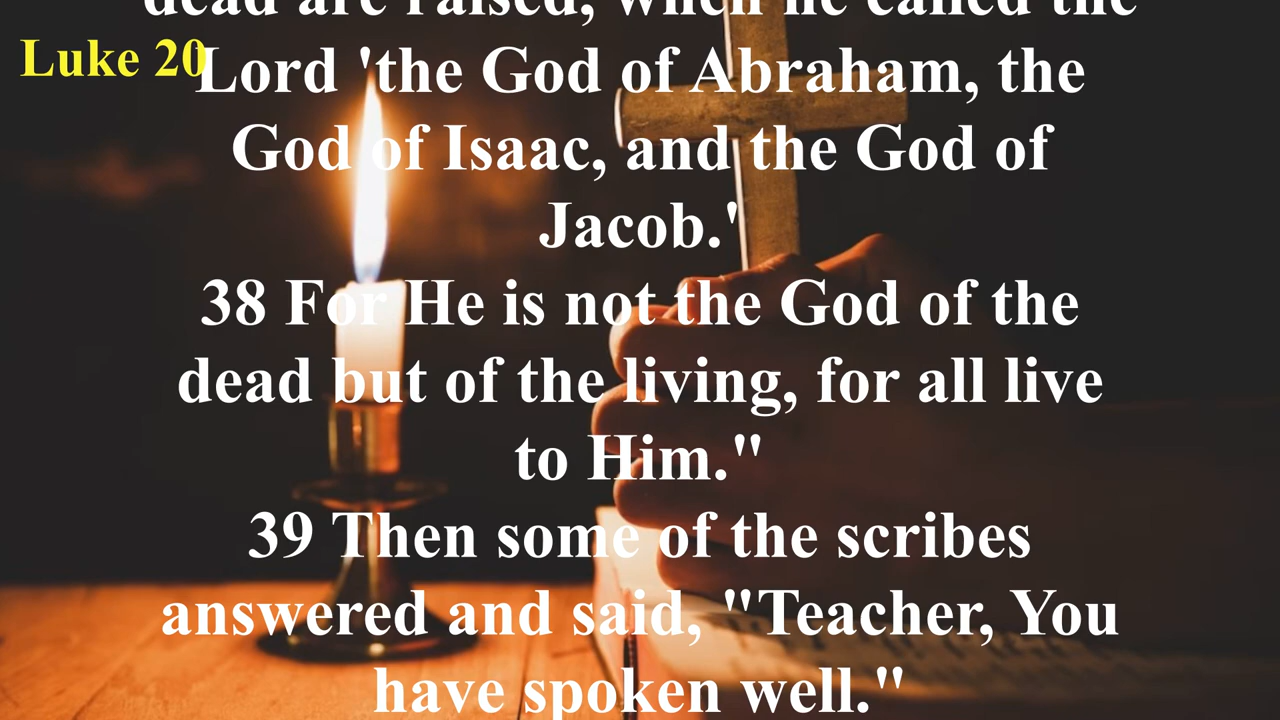 dead are raised, when he called the
Luke 20
Lord 'the God of Abraham, the
God of Isaac, and the God of
Jacob.'
38 For He is not the God of the
dead but of the living, for all live
to Him."
39 Then some of the scribes
answered and said, "Teacher, You
have spoken well."